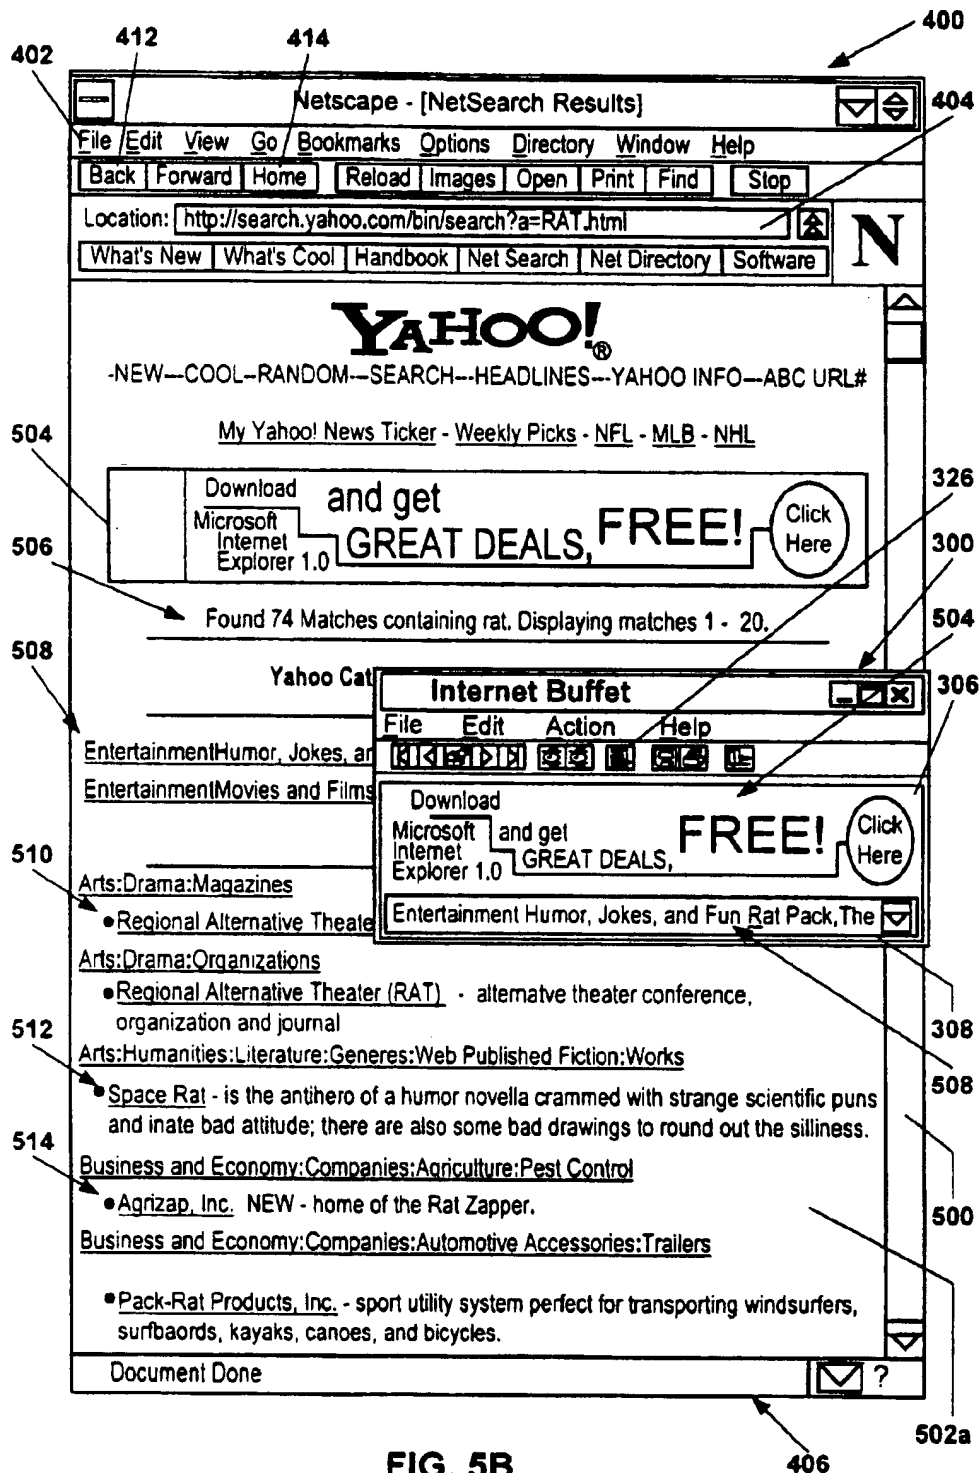 400
412
414
402
Netscape - [NetSearch Results]
404
File Edit View Go Bookmarks Options Directory Window Help
Back Forward Home Reload Images Open Print Find Stop
Location: http://search.yahoo.com/bin/search?a=RAT.html
N
What's New What's Cool Handbook Net Search Net Directory Software
YAHOO!®
-NEW---COOL--RANDOM---SEARCH---HEADLINES---YAHOO INFO---ABC URL#
504
My Yahoo! News Ticker - Weekly Picks - NFL - MLB - NHL
326
Download
and get
Microsoft
Internet
Explorer 1.0
GREAT DEALS,
FREE!
Click
Here
506
300
Found 74 Matches containing rat. Displaying matches 1 - 20.
504
508
Yahoo Cat
306
Internet Buffet
File Edit Action Help
EntertainmentHumor, Jokes, an
EntertainmentMovies and Films
Download
Microsoft
Internet
Explorer 1.0
and get
GREAT DEALS,
FREE!
Click
Here
510
Arts:Drama:Magazines
Entertainment Humor, Jokes, and Fun Rat Pack,The
•Regional Alternative Theate
Arts:Drama:Organizations
•Regional Alternative Theater (RAT) - alternatve theater conference,
organization and journal
308
512
Arts:Humanities:Literature:Generes:Web Published Fiction:Works
508
•Space Rat - is the antihero of a humor novella crammed with strange scientific puns
and inate bad attitude; there are also some bad drawings to round out the silliness.
514
Business and Economy:Companies:Agriculture:Pest Control
•Agrizap, Inc. NEW - home of the Rat Zapper.
500
Business and Economy:Companies:Automotive Accessories:Trailers
•Pack-Rat Products, Inc. - sport utility system perfect for transporting windsurfers,
surfbaords, kayaks, canoes, and bicycles.
Document Done
?
502a
FIG. 5B
406